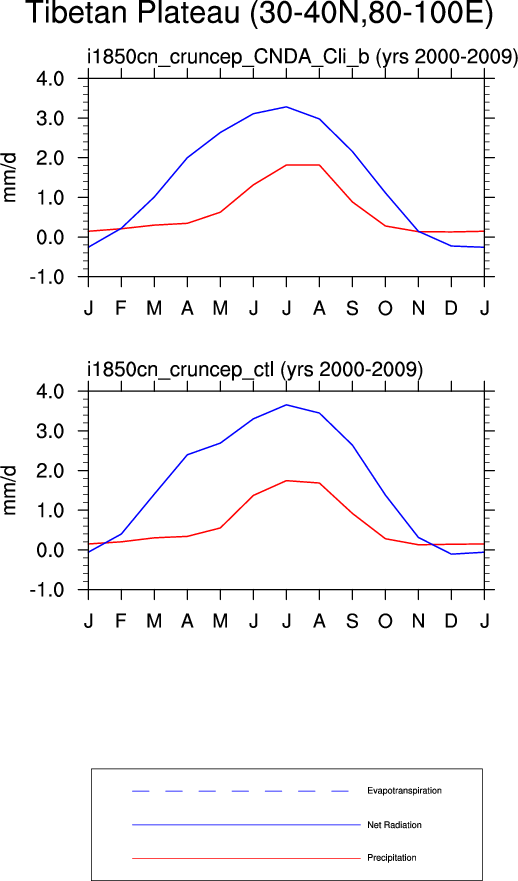 Tibetan Plateau (30-40N,80-100E)
i1850cn_cruncep_CNDA_Cli_b (yrs 2000-2009)
4.0
3.0
2.0
1.0
0.0
-1.0
mm/d
J F M A M J J A S O N D J
i1850cn_cruncep_ctl (yrs 2000-2009)
4.0
3.0
2.0
1.0
0.0
-1.0
mm/d
J F M A M J J A S O N D J
Evapotranspiration
Net Radiation
Precipitation